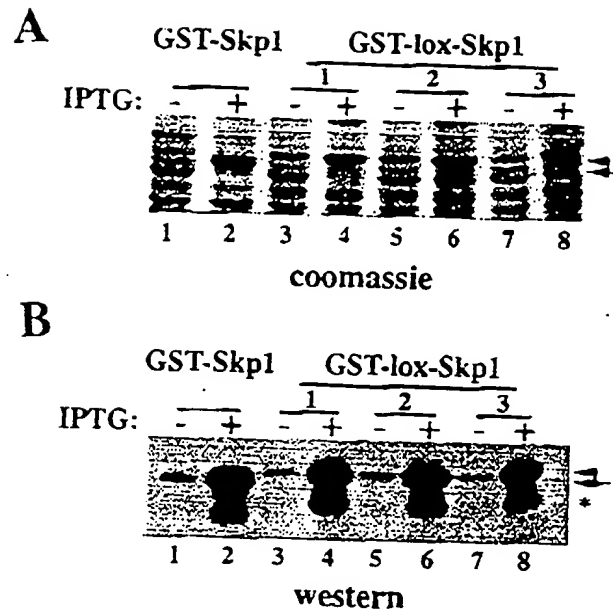 A
GST-Skp1 GST-lox-Skp1
1 2 3
IPTG: - + - + - + - +
1 2 3 4 5 6 7 8
coomassie
B
GST-Skp1 GST-lox-Skp1
1 2 3
IPTG: - + - + - + - +
*
1 2 3 4 5 6 7 8
western